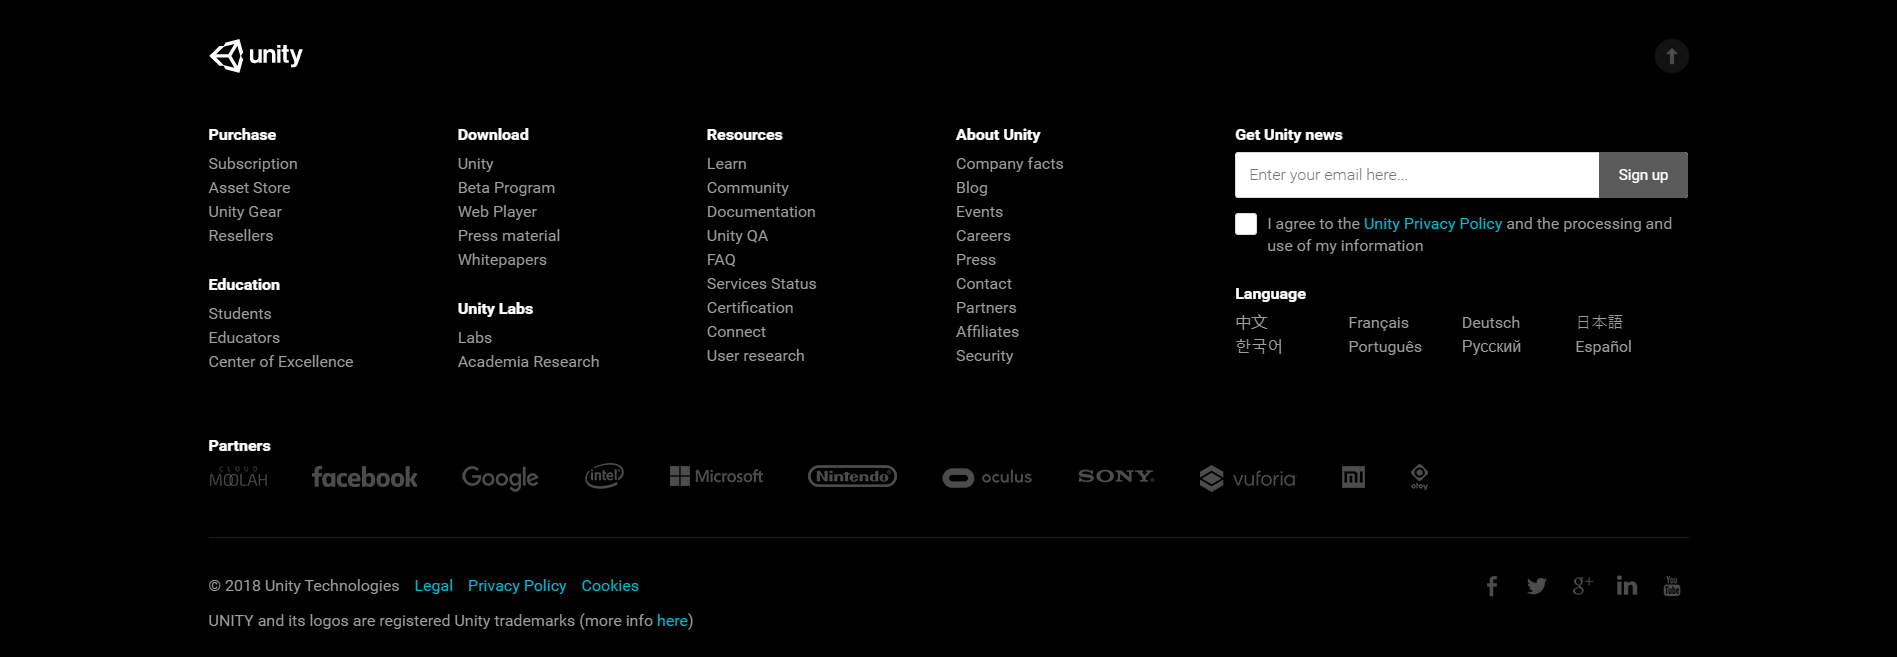 unity
Purchase
Subscription
Asset Store
Unity Gear
Resellers
Education
Students
Educators
Center of Excellence
Download
Unity
Beta Program
Web Player
Press material
Whitepapers
Unity Labs
Labs
Academia Research
Resources
Learn
Community
Documentation
Unity QA
FAQ
Services Status
Certification
Connect
User research
About Unity
Company facts
Blog
Events
Careers
Press
Contact
Partners
Affiliates
Security
Get Unity news
Enter your email here... Sign up
I agree to the Unity Privacy Policy and the processing and
use of my information
Language
中文 Français Deutsch 日本語
한국어 Português Русский Español
Partners
CLOUD
MOOLAH facebook Google intel Microsoft Nintendo oculus SONY vuforia mi otoy
© 2018 Unity Technologies Legal Privacy Policy Cookies
f g+ in You Tube
UNITY and its logos are registered Unity trademarks (more info here)